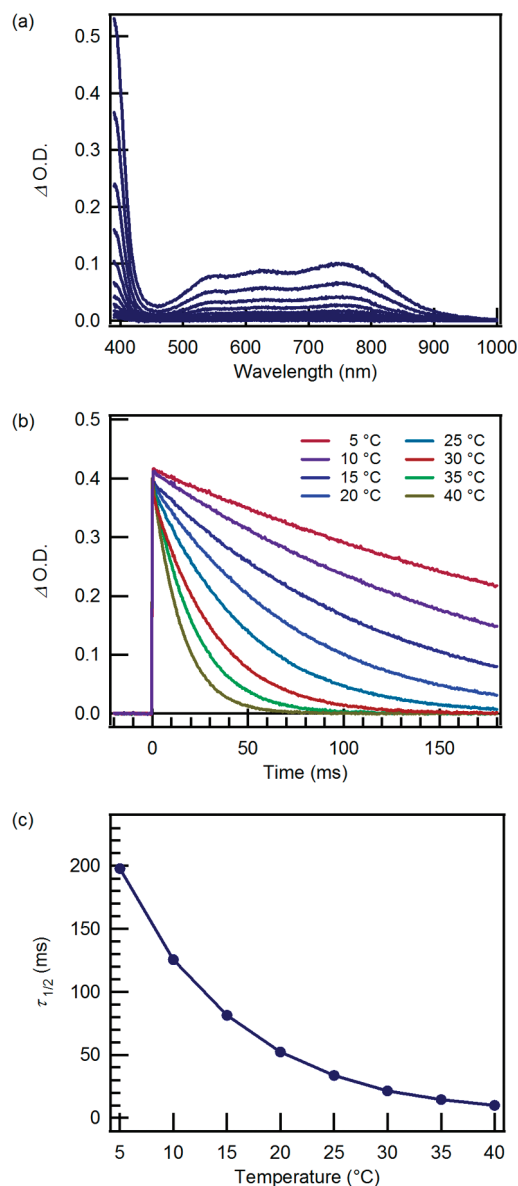 (a)
0.5
0.4
0.3
0.2
0.1
0.0
Δ O.D.
400 500 600 700 800 900 1000
Wavelength (nm)
(b)
0.5
0.4
0.3
0.2
0.1
0.0
Δ O.D.
5 °C 25 °C
10 °C 30 °C
15 °C 35 °C
20 °C 40 °C
0 50 100 150
Time (ms)
(c)
200
150
100
50
0
τ1/2 (ms)
5 10 15 20 25 30 35 40
Temperature (°C)